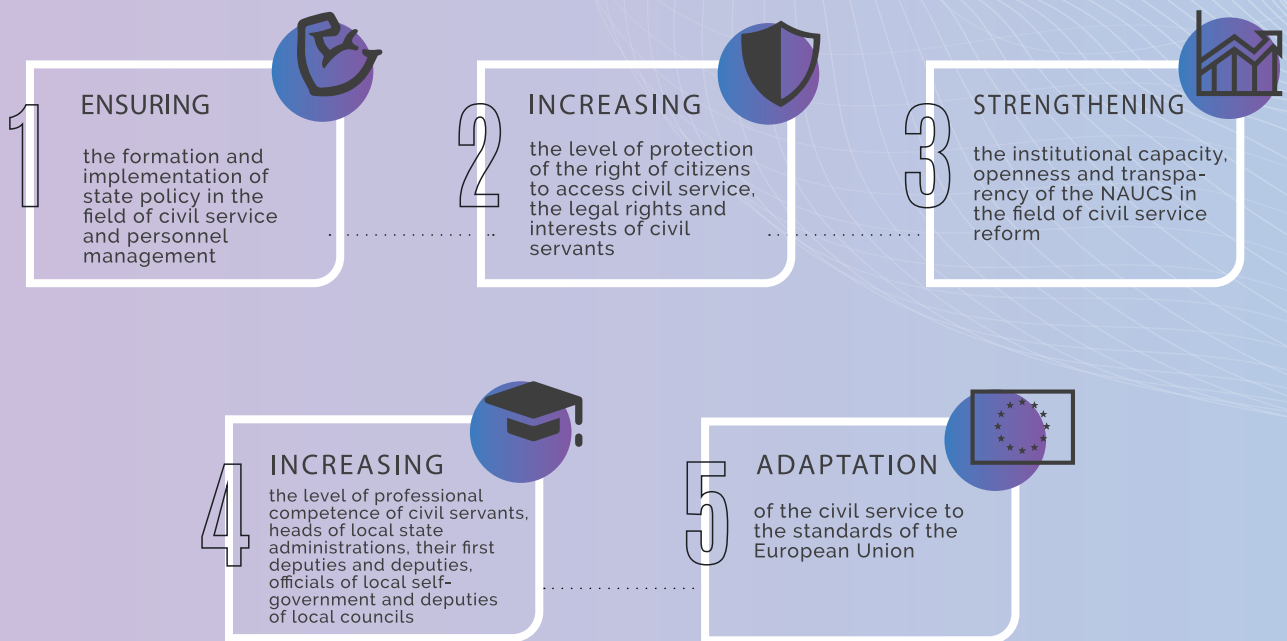 1
ENSURING
the formation and
implementation of
state policy in the
field of civil service
and personnel
management
2
INCREASING
the level of protection
of the right of citizens
to access civil service,
the legal rights and
interests of civil
servants
3
STRENGTHENING
the institutional capacity,
openness and transpa-
rency of the NAUCS in
the field of civil service
reform
4
INCREASING
the level of professional
competence of civil servants,
heads of local state
administrations, their first
deputies and deputies,
officials of local self-
government and deputies
of local councils
5
ADAPTATION
of the civil service to
the standards of the
European Union